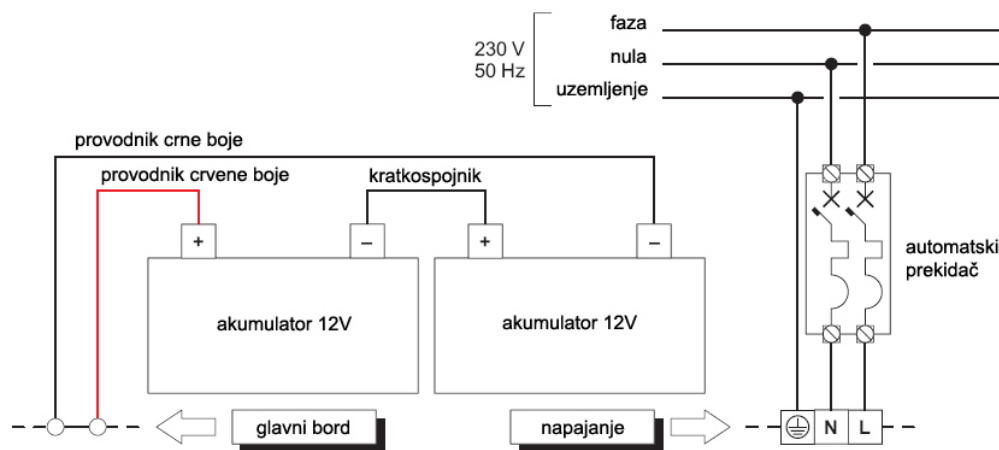 faza
230 V
50 Hz
nula
uzemljenje
provodnik crne boje
provodnik crvene boje
kratkospojnik
+
–
+
–
automatski
prekidač
akumulator 12V
akumulator 12V
glavni bord
napajanje
N
L